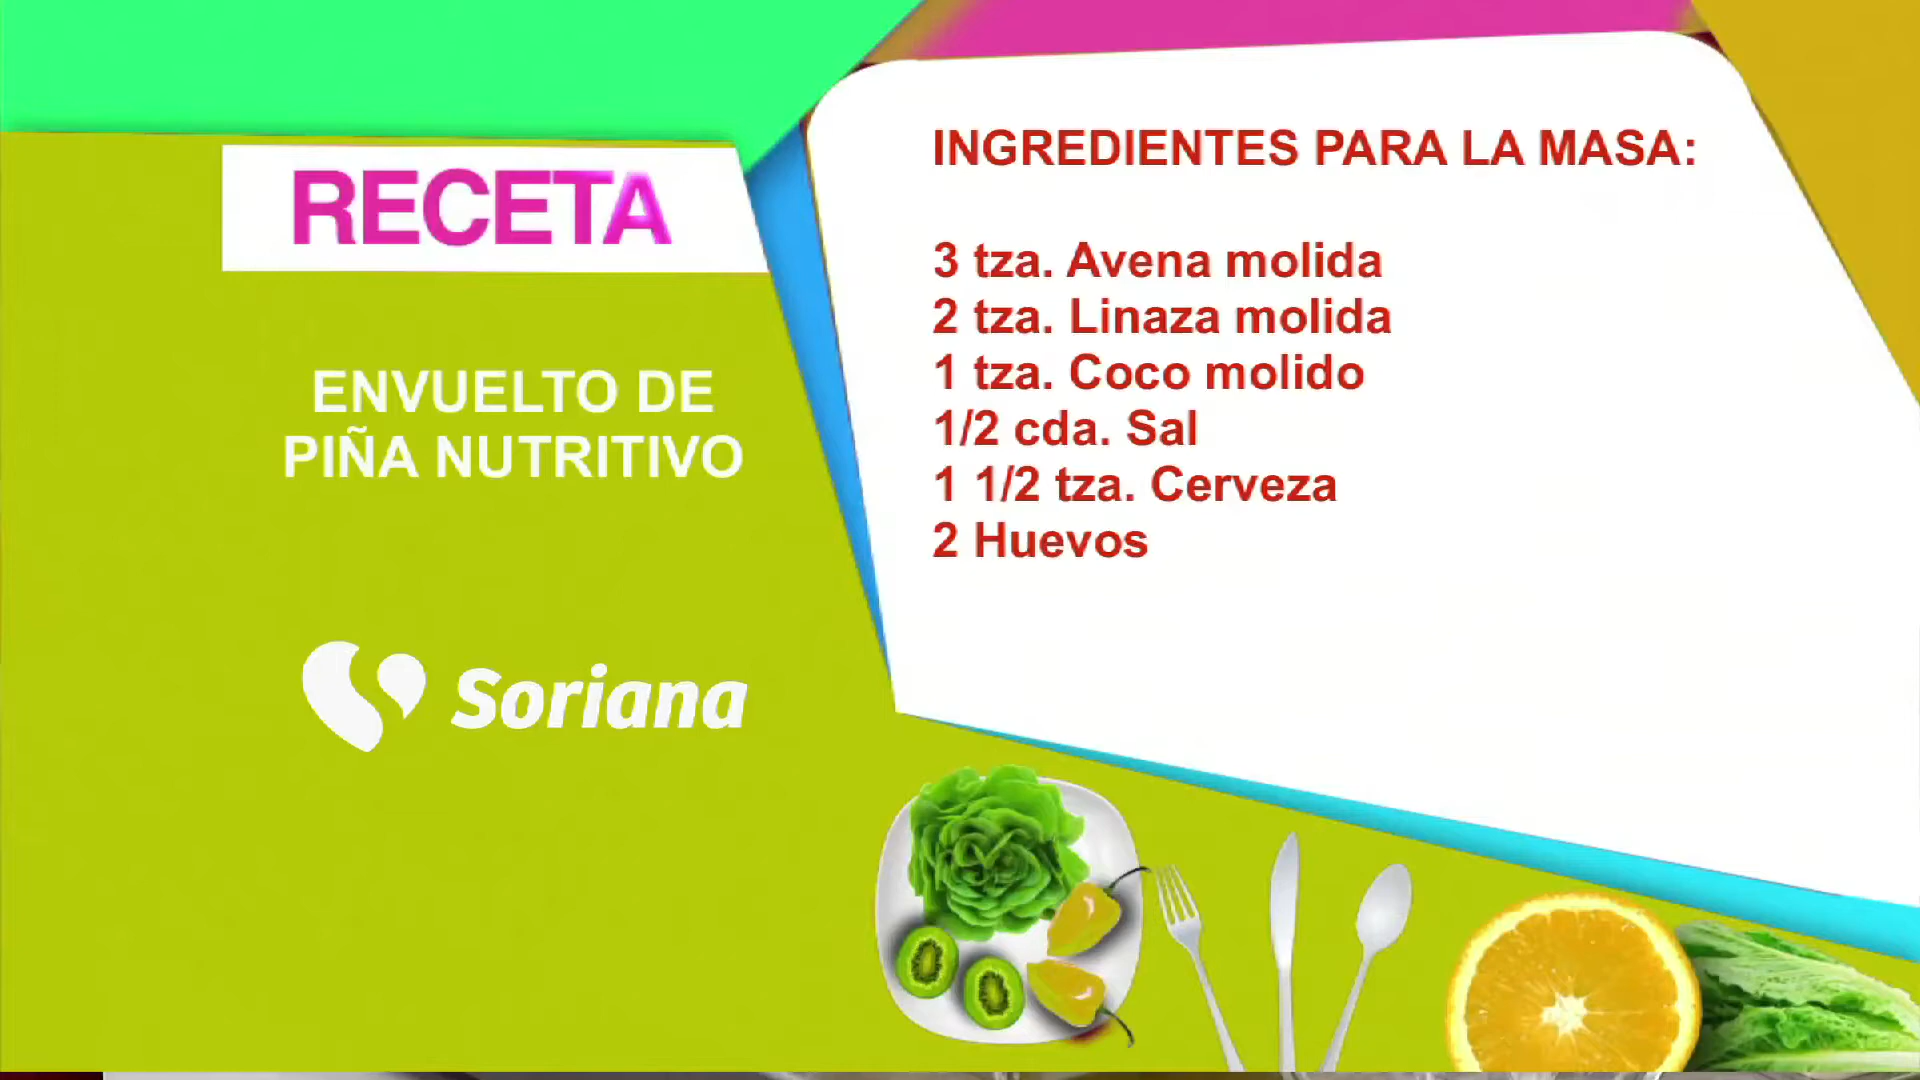 RECETA
ENVUELTO DE
PIÑA NUTRITIVO
Soriana
INGREDIENTES PARA LA MASA:
3 tza. Avena molida
2 tza. Linaza molida
1 tza. Coco molido
1/2 cda. Sal
1 1/2 tza. Cerveza
2 Huevos